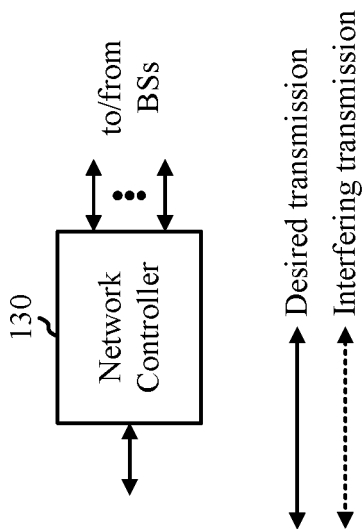 130
Network
Controller
to/from
BSs
Desired transmission
Interfering transmission